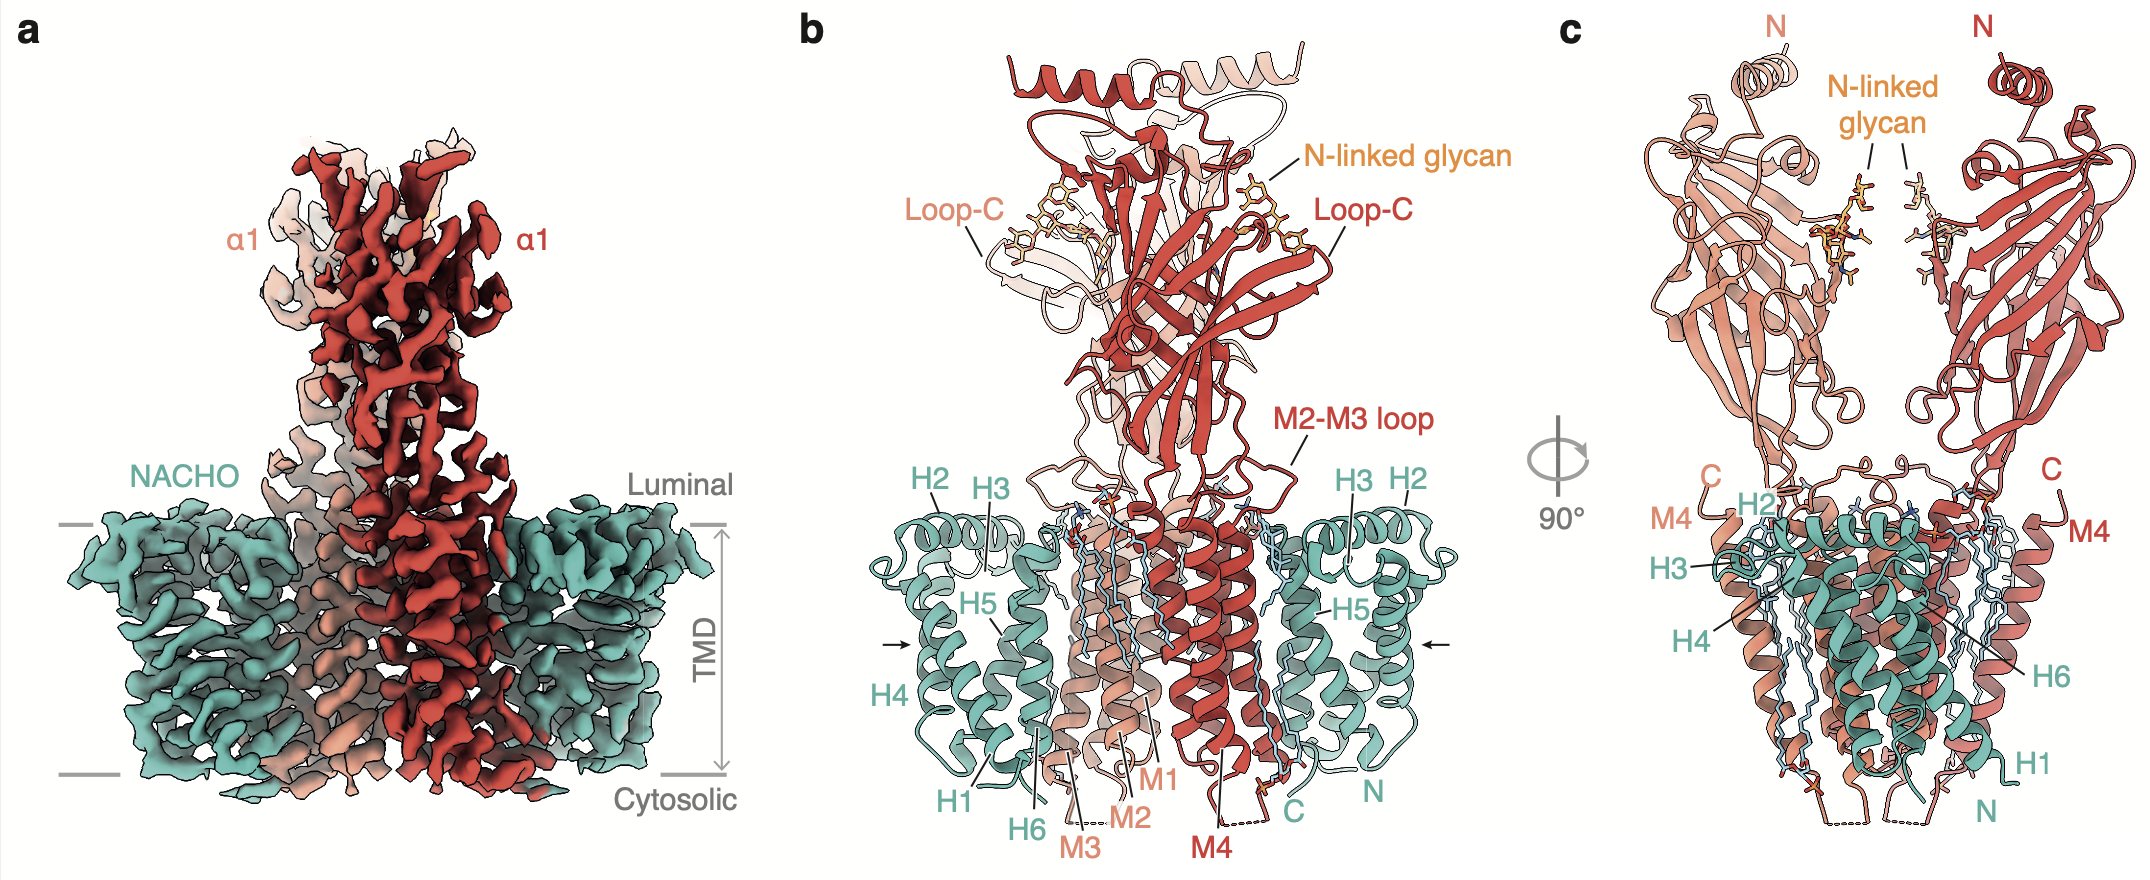 a
α1
α1
NACHO
Luminal
TMD
Cytosolic
b
N-linked glycan
Loop-C
Loop-C
M2-M3 loop
H2
H3
H3
H2
H5
H5
H4
H1
H6
M3
M2
M1
M4
C
N
90°
c
N
N
N-linked
glycan
C
C
M4
H2
M4
H3
H4
H6
H1
N